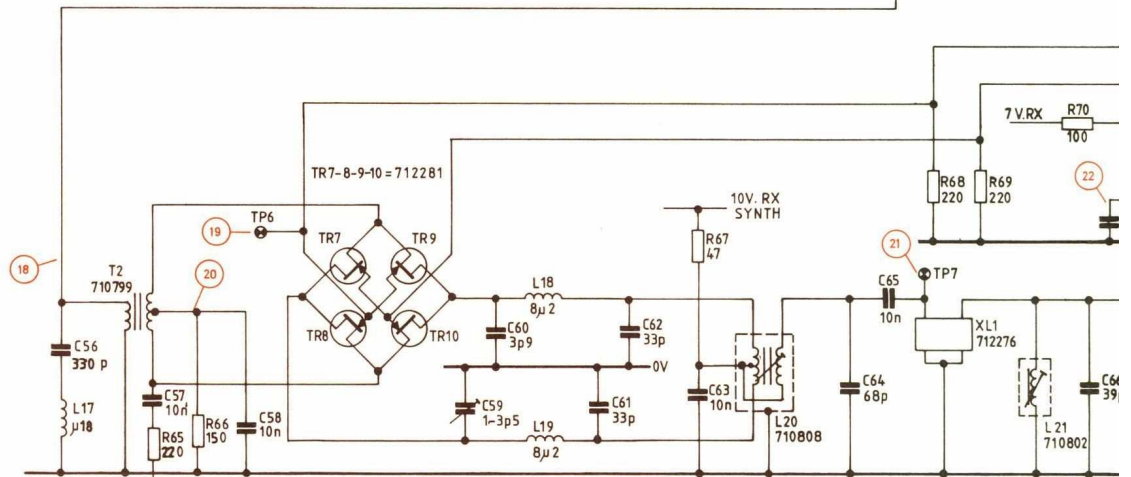 7 V.RX
R70
100
TR7-8-9-10 = 712281
R68
220
R69
220
22
10V. RX
SYNTH
TP6
19
TR7
TR9
R67
47
21
TP7
18
T2
710799
20
L18
8µ2
C65
10n
TR8
TR10
C60
3p9
C62
33p
XL1
712276
C56
330 p
0V
C57
10n
C59
1-3p5
C61
33p
C63
10n
C64
68p
C66
39p
L17
µ18
R66
150
C58
10n
R65
220
L19
8µ2
L20
710808
L21
710802